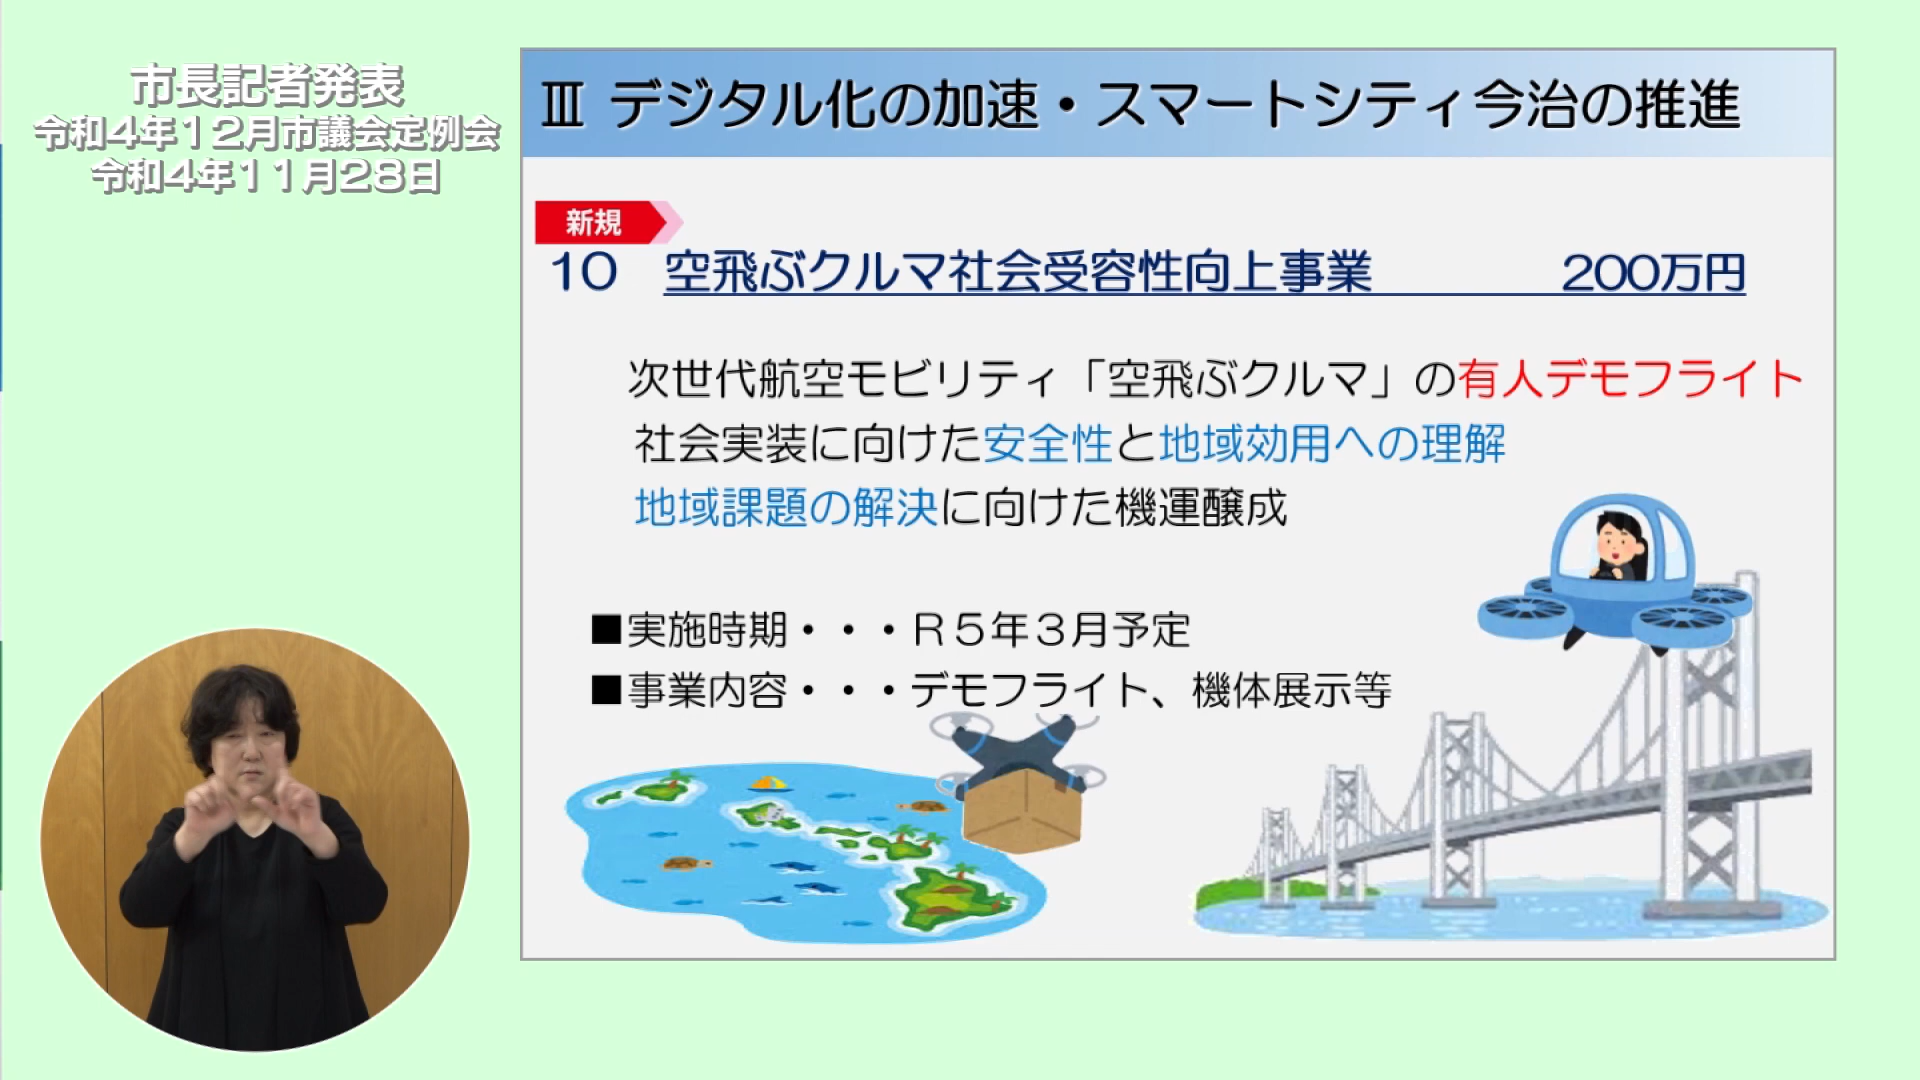 市長記者発表
令和４年１２月市議会定例会
令和４年１１月２８日
Ⅲ デジタル化の加速・スマートシティ今治の推進
新規
１０　空飛ぶクルマ社会受容性向上事業　２００万円
次世代航空モビリティ「空飛ぶクルマ」の有人デモフライト
社会実装に向けた安全性と地域効用への理解
地域課題の解決に向けた機運醸成
■実施時期・・・Ｒ５年３月予定
■事業内容・・・デモフライト、機体展示等